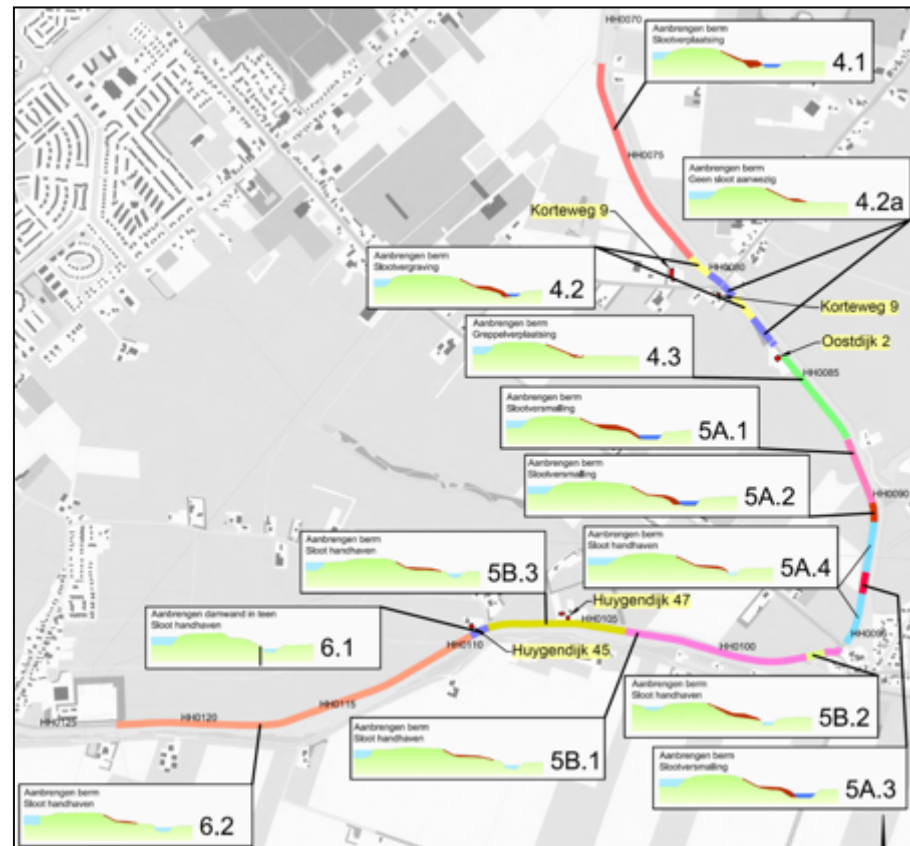 HH0070
Aanbrengen berm
Slootverplaatsing
4.1
HH0075
Aanbrengen berm
Geen sloot aanwezig
4.2a
Korteweg 9
HH0080
Aanbrengen berm
Slootvergraving
4.2
Korteweg 9
Oostdijk 2
Aanbrengen berm
Greppelverplaatsing
4.3
HH0085
Aanbrengen berm
Slootversmalling
5A.1
Aanbrengen berm
Slootversmalling
5A.2
HH0090
Aanbrengen berm
Sloot handhaven
5B.3
Aanbrengen berm
Sloot handhaven
5A.4
Huygendijk 47
HH0105
Aanbrengen damwand in teen
Sloot handhaven
6.1
HH0110
Huygendijk 45
HH0100
HH0095
HH0115
HH0120
HH0125
Aanbrengen berm
Sloot handhaven
5B.1
Aanbrengen berm
Sloot handhaven
5B.2
Aanbrengen berm
Slootversmalling
5A.3
Aanbrengen berm
Sloot handhaven
6.2